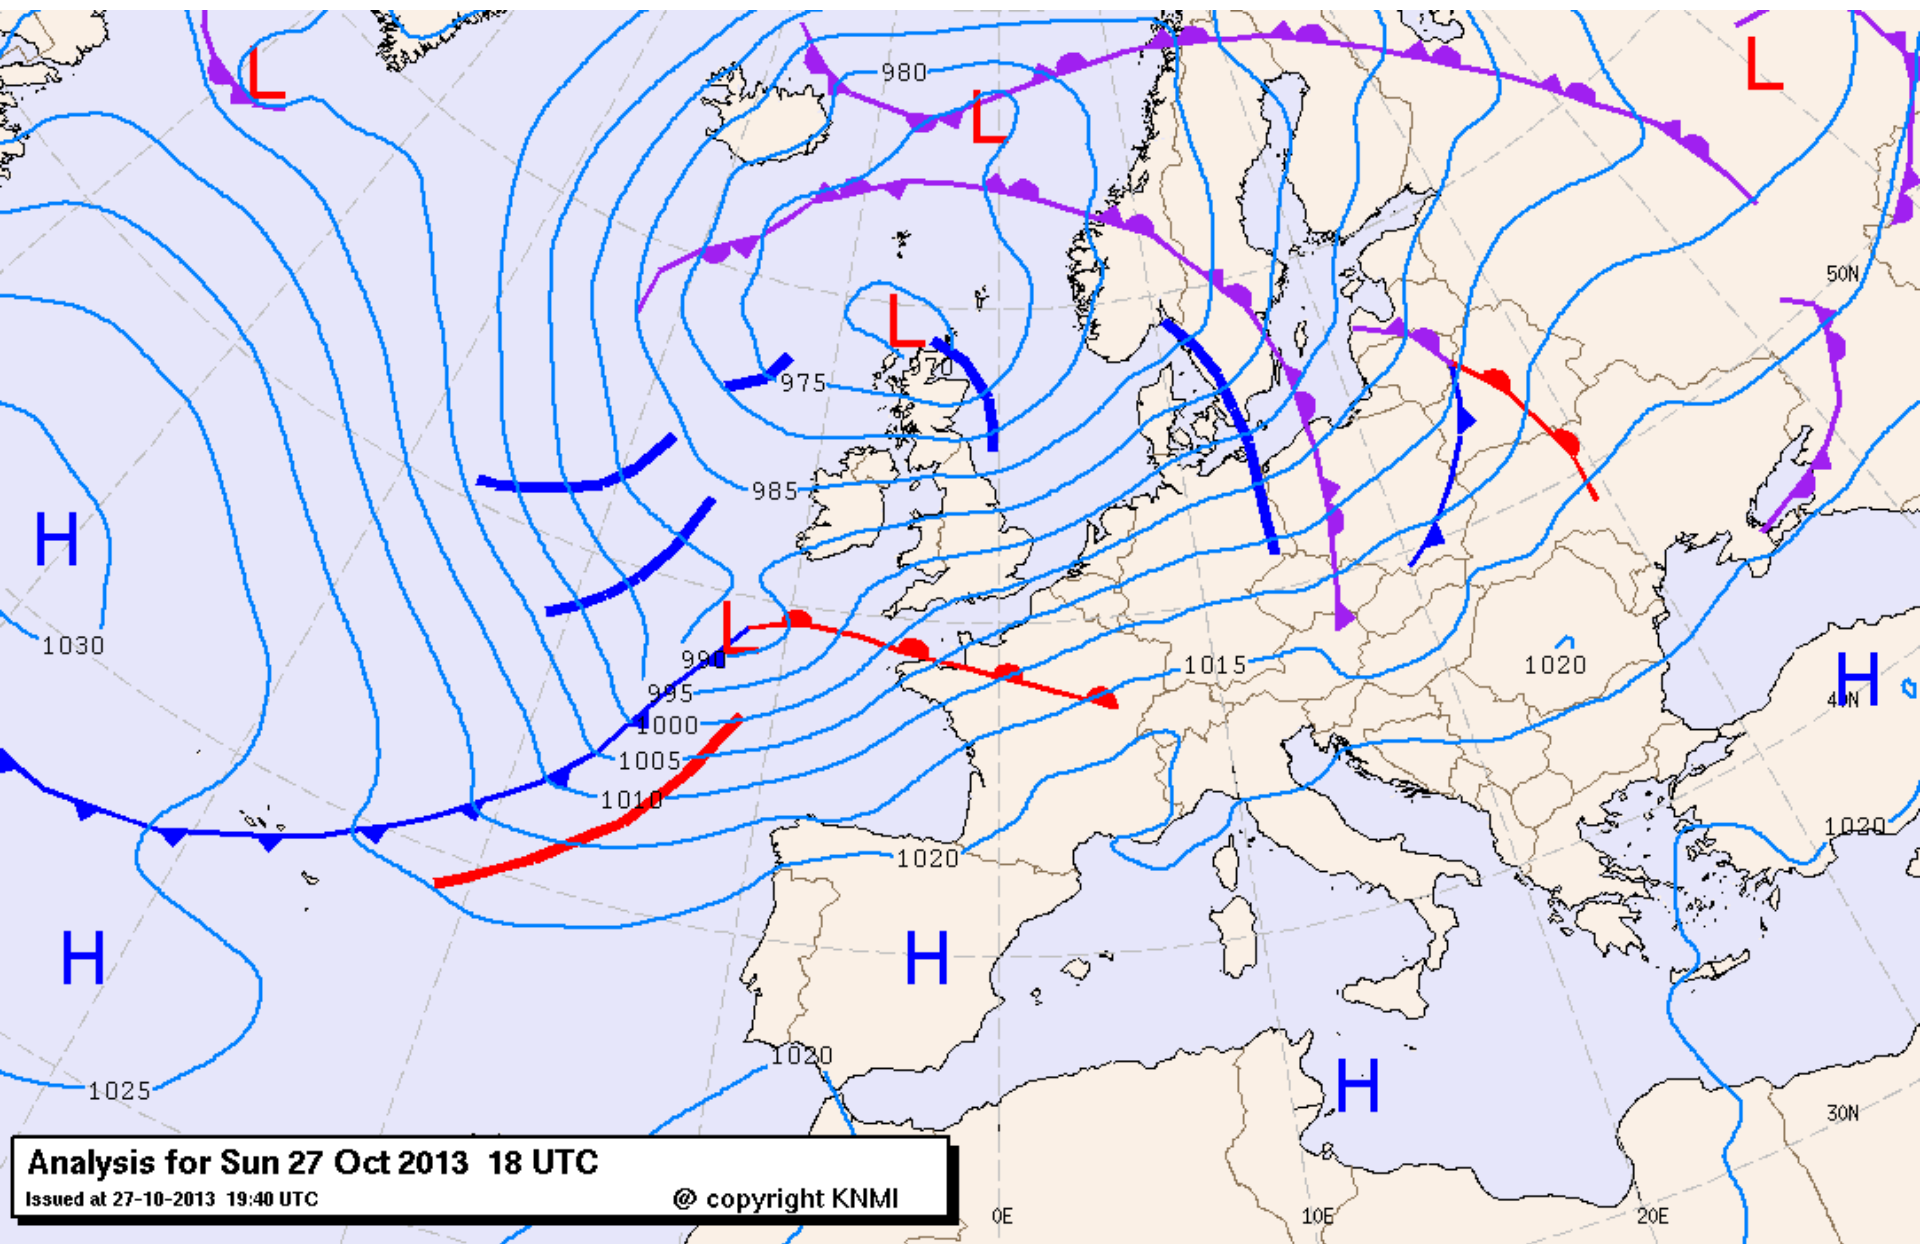 L
L
980
L
50N
L
970
975
985
H
L
1030
990
1015
1020
H
995
40N
1000
1005
1010
1020
1020
H
H
1020
H
1025
30N
Analysis for Sun 27 Oct 2013 18 UTC
Issued at 27-10-2013 19:40 UTC
@ copyright KNMI
0E
10E
20E